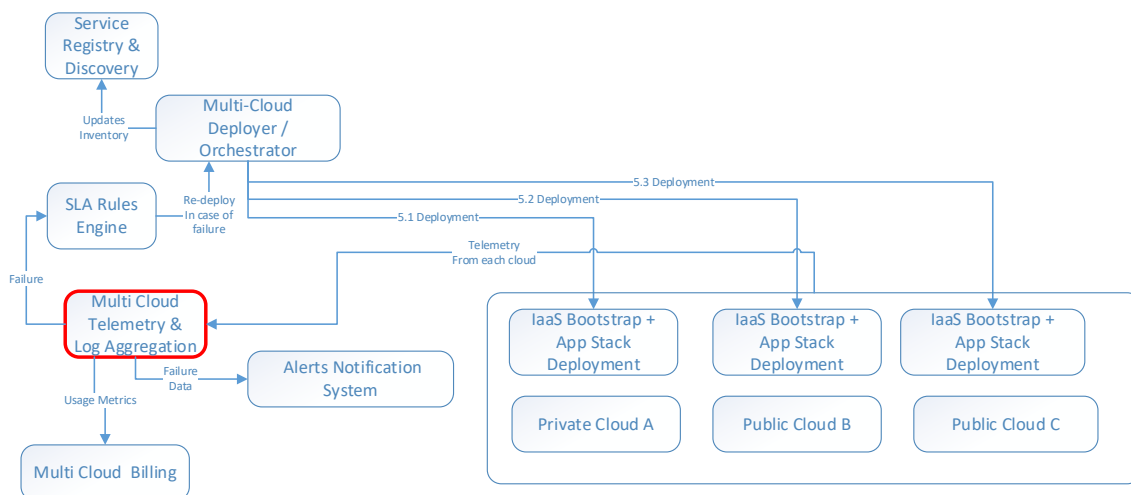 Service
Registry &
Discovery
Updates
Inventory
Multi-Cloud
Deployer /
Orchestrator
5.3 Deployment
5.2 Deployment
5.1 Deployment
SLA Rules
Engine
Re-deploy
In case of
failure
Telemetry
From each cloud
Failure
Multi Cloud
Telemetry &
Log Aggregation
IaaS Bootstrap +
App Stack
Deployment
IaaS Bootstrap +
App Stack
Deployment
IaaS Bootstrap +
App Stack
Deployment
Failure
Data
Alerts Notification
System
Usage Metrics
Private Cloud A
Public Cloud B
Public Cloud C
Multi Cloud Billing